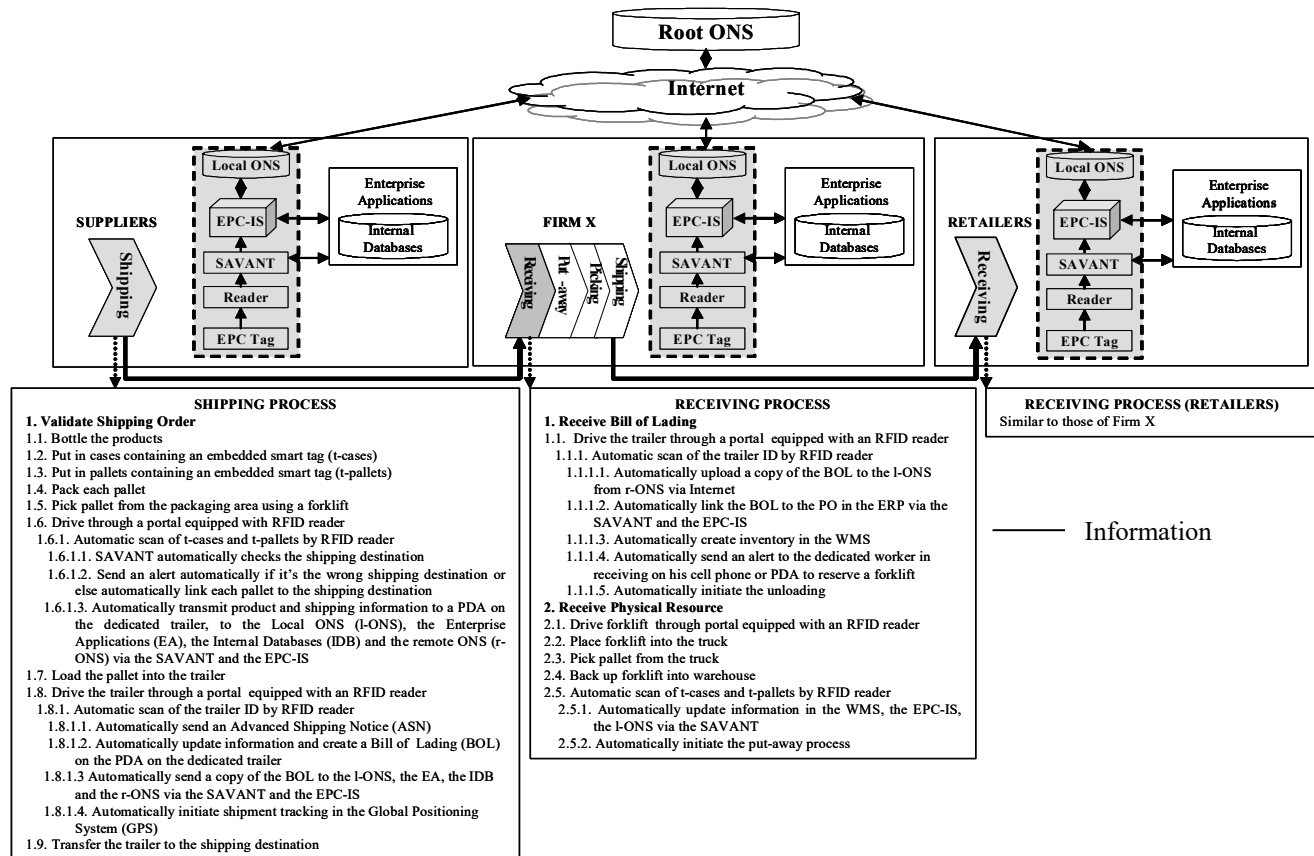 Root ONS
Internet
SUPPLIERS
Shipping
Local ONS
EPC-IS
SAVANT
Reader
EPC Tag
Enterprise
Applications
Internal
Databases
FIRM X
Receiving
Put -away
Picking
Shipping
Local ONS
EPC-IS
SAVANT
Reader
EPC Tag
Enterprise
Applications
Internal
Databases
RETAILERS
Receiving
Local ONS
EPC-IS
SAVANT
Reader
EPC Tag
Enterprise
Applications
Internal
Databases
SHIPPING PROCESS
1. Validate Shipping Order
1.1. Bottle the products
1.2. Put in cases containing an embedded smart tag (t-cases)
1.3. Put in pallets containing an embedded smart tag (t-pallets)
1.4. Pack each pallet
1.5. Pick pallet from the packaging area using a forklift
1.6. Drive through a portal equipped with RFID reader
1.6.1. Automatic scan of t-cases and t-pallets by RFID reader
1.6.1.1. SAVANT automatically checks the shipping destination
1.6.1.2. Send an alert automatically if it's the wrong shipping destination or
else automatically link each pallet to the shipping destination
1.6.1.3. Automatically transmit product and shipping information to a PDA on
the dedicated trailer, to the Local ONS (l-ONS), the Enterprise
Applications (EA), the Internal Databases (IDB) and the remote ONS (r-
ONS) via the SAVANT and the EPC-IS
1.7. Load the pallet into the trailer
1.8. Drive the trailer through a portal equipped with an RFID reader
1.8.1. Automatic scan of the trailer ID by RFID reader
1.8.1.1. Automatically send an Advanced Shipping Notice (ASN)
1.8.1.2. Automatically update information and create a Bill of Lading (BOL)
on the PDA on the dedicated trailer
1.8.1.3 Automatically send a copy of the BOL to the l-ONS, the EA, the IDB
and the r-ONS via the SAVANT and the EPC-IS
1.8.1.4. Automatically initiate shipment tracking in the Global Positioning
System (GPS)
1.9. Transfer the trailer to the shipping destination
RECEIVING PROCESS
1. Receive Bill of Lading
1.1. Drive the trailer through a portal equipped with an RFID reader
1.1.1. Automatic scan of the trailer ID by RFID reader
1.1.1.1. Automatically upload a copy of the BOL to the l-ONS
from r-ONS via Internet
1.1.1.2. Automatically link the BOL to the PO in the ERP via the
SAVANT and the EPC-IS
1.1.1.3. Automatically create inventory in the WMS
1.1.1.4. Automatically send an alert to the dedicated worker in
receiving on his cell phone or PDA to reserve a forklift
1.1.1.5. Automatically initiate the unloading
2. Receive Physical Resource
2.1. Drive forklift through portal equipped with an RFID reader
2.2. Place forklift into the truck
2.3. Pick pallet from the truck
2.4. Back up forklift into warehouse
2.5. Automatic scan of t-cases and t-pallets by RFID reader
2.5.1. Automatically update information in the WMS, the EPC-IS,
the l-ONS via the SAVANT
2.5.2. Automatically initiate the put-away process
RECEIVING PROCESS (RETAILERS)
Similar to those of Firm X
Information